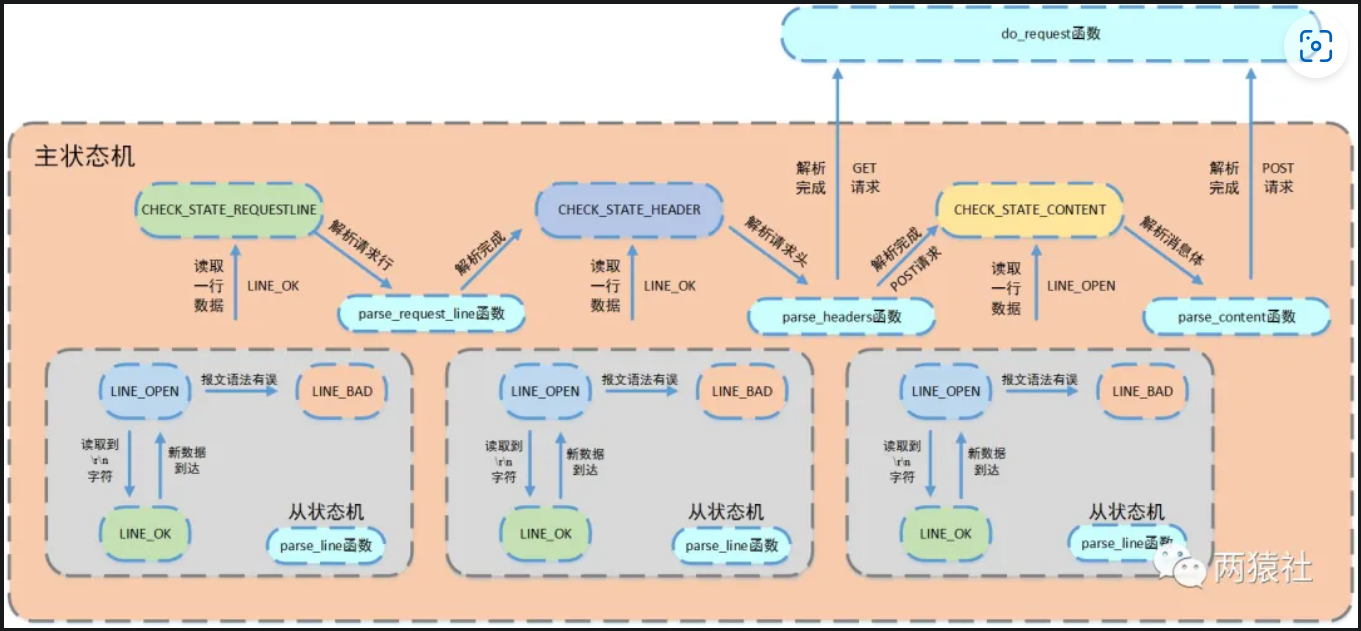 do_request函数
主状态机
解析
完成
GET
请求
解析
完成
POST
请求
CHECK_STATE_REQUESTLINE
解析请求行
解析完成
CHECK_STATE_HEADER
解析请求头
解析完成
POST请求
CHECK_STATE_CONTENT
解析消息体
读取
一行
数据
LINE_OK
parse_request_line函数
读取
一行
数据
LINE_OK
parse_headers函数
读取
一行
数据
LINE_OPEN
parse_content函数
LINE_OPEN
报文语法有误
LINE_BAD
读取到
\r\n
字符
新数据
到达
LINE_OK
从状态机
parse_line函数
LINE_OPEN
报文语法有误
LINE_BAD
读取到
\r\n
字符
新数据
到达
LINE_OK
从状态机
parse_line函数
LINE_OPEN
报文语法有误
LINE_BAD
读取到
\r\n
字符
新数据
到达
LINE_OK
从状态机
parse_line函数
两猿社